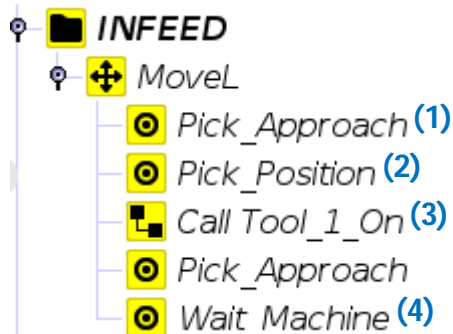 INFEED
MoveL
Pick_Approach (1)
Pick_Position (2)
Call Tool_1_On (3)
Pick_Approach
Wait_Machine (4)